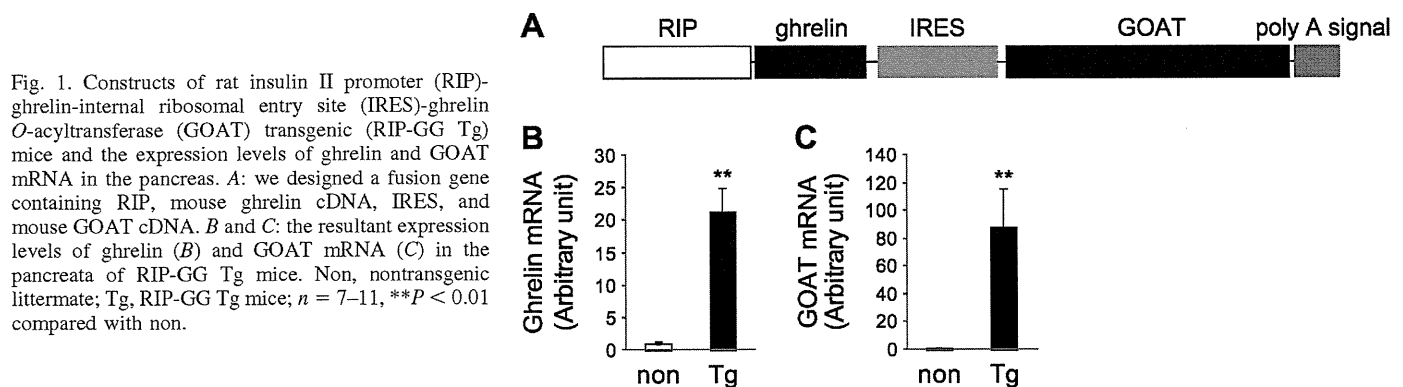 Fig. 1. Constructs of rat insulin II promoter (RIP)-
ghrelin-internal ribosomal entry site (IRES)-ghrelin
O-acyltransferase (GOAT) transgenic (RIP-GG Tg)
mice and the expression levels of ghrelin and GOAT
mRNA in the pancreas. A: we designed a fusion gene
containing RIP, mouse ghrelin cDNA, IRES, and
mouse GOAT cDNA. B and C: the resultant expression
levels of ghrelin (B) and GOAT mRNA (C) in the
pancreata of RIP-GG Tg mice. Non, nontransgenic
littermate; Tg, RIP-GG Tg mice; n = 7–11, **P < 0.01
compared with non.
A
RIP ghrelin IRES GOAT poly A signal
B
Ghrelin mRNA
(Arbitrary unit)
30
25
20
15
10
5
0
**
non Tg
C
GOAT mRNA
(Arbitrary unit)
140
120
100
80
60
40
20
0
**
non Tg